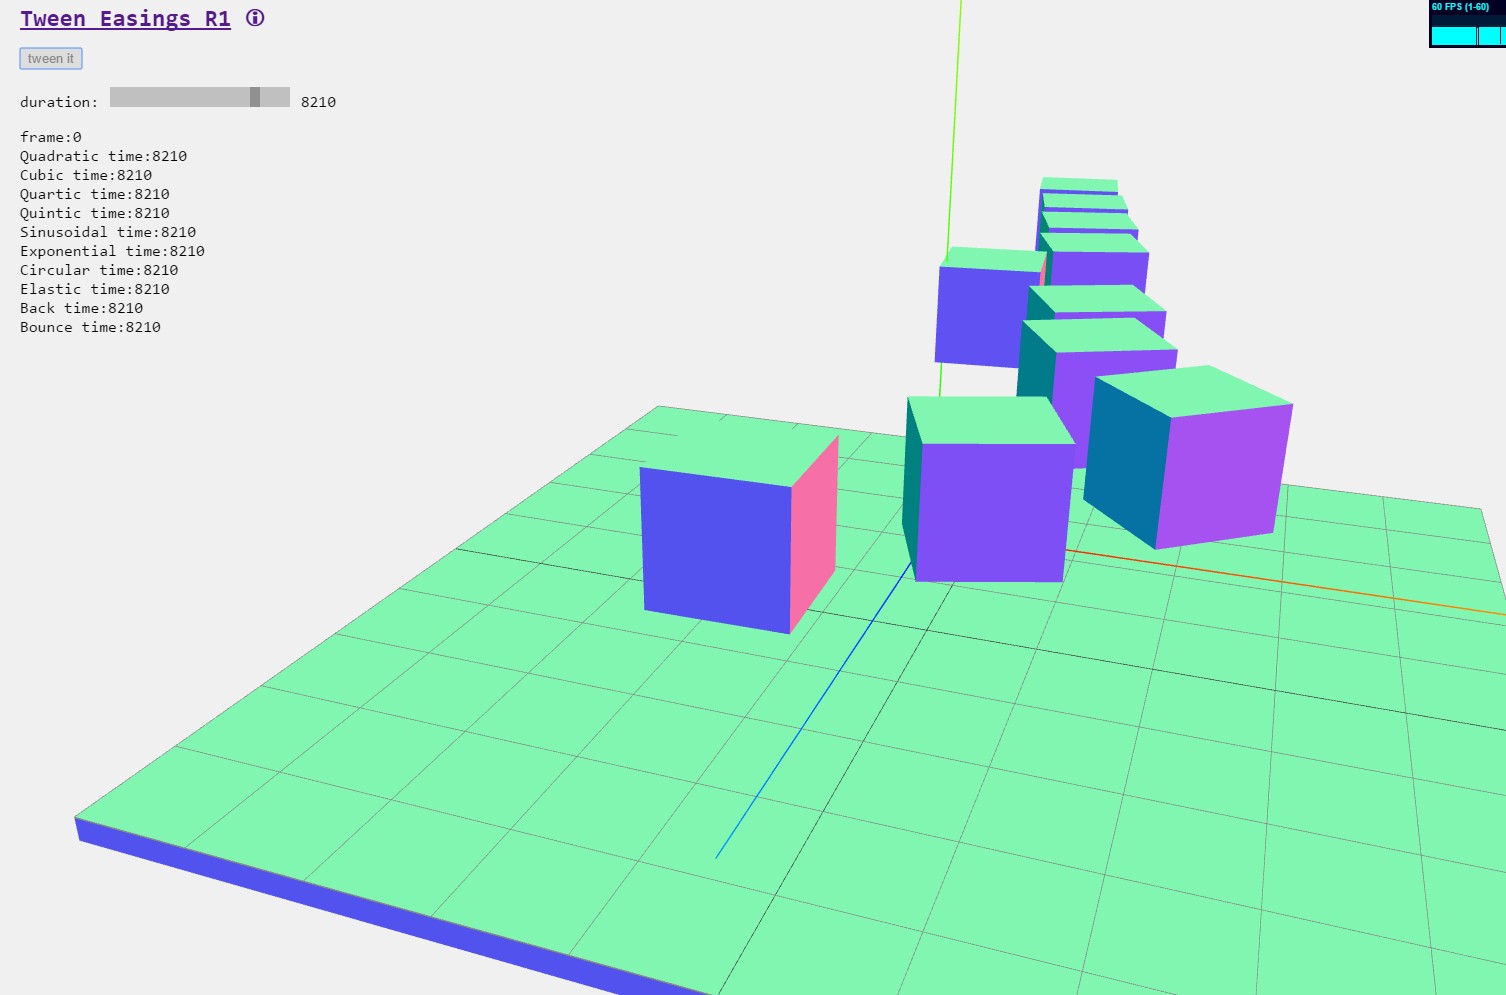 Tween Easings R1 🛈
60 FPS (1-60)
tween it
duration: 8210
frame:0
Quadratic time:8210
Cubic time:8210
Quartic time:8210
Quintic time:8210
Sinusoidal time:8210
Exponential time:8210
Circular time:8210
Elastic time:8210
Back time:8210
Bounce time:8210